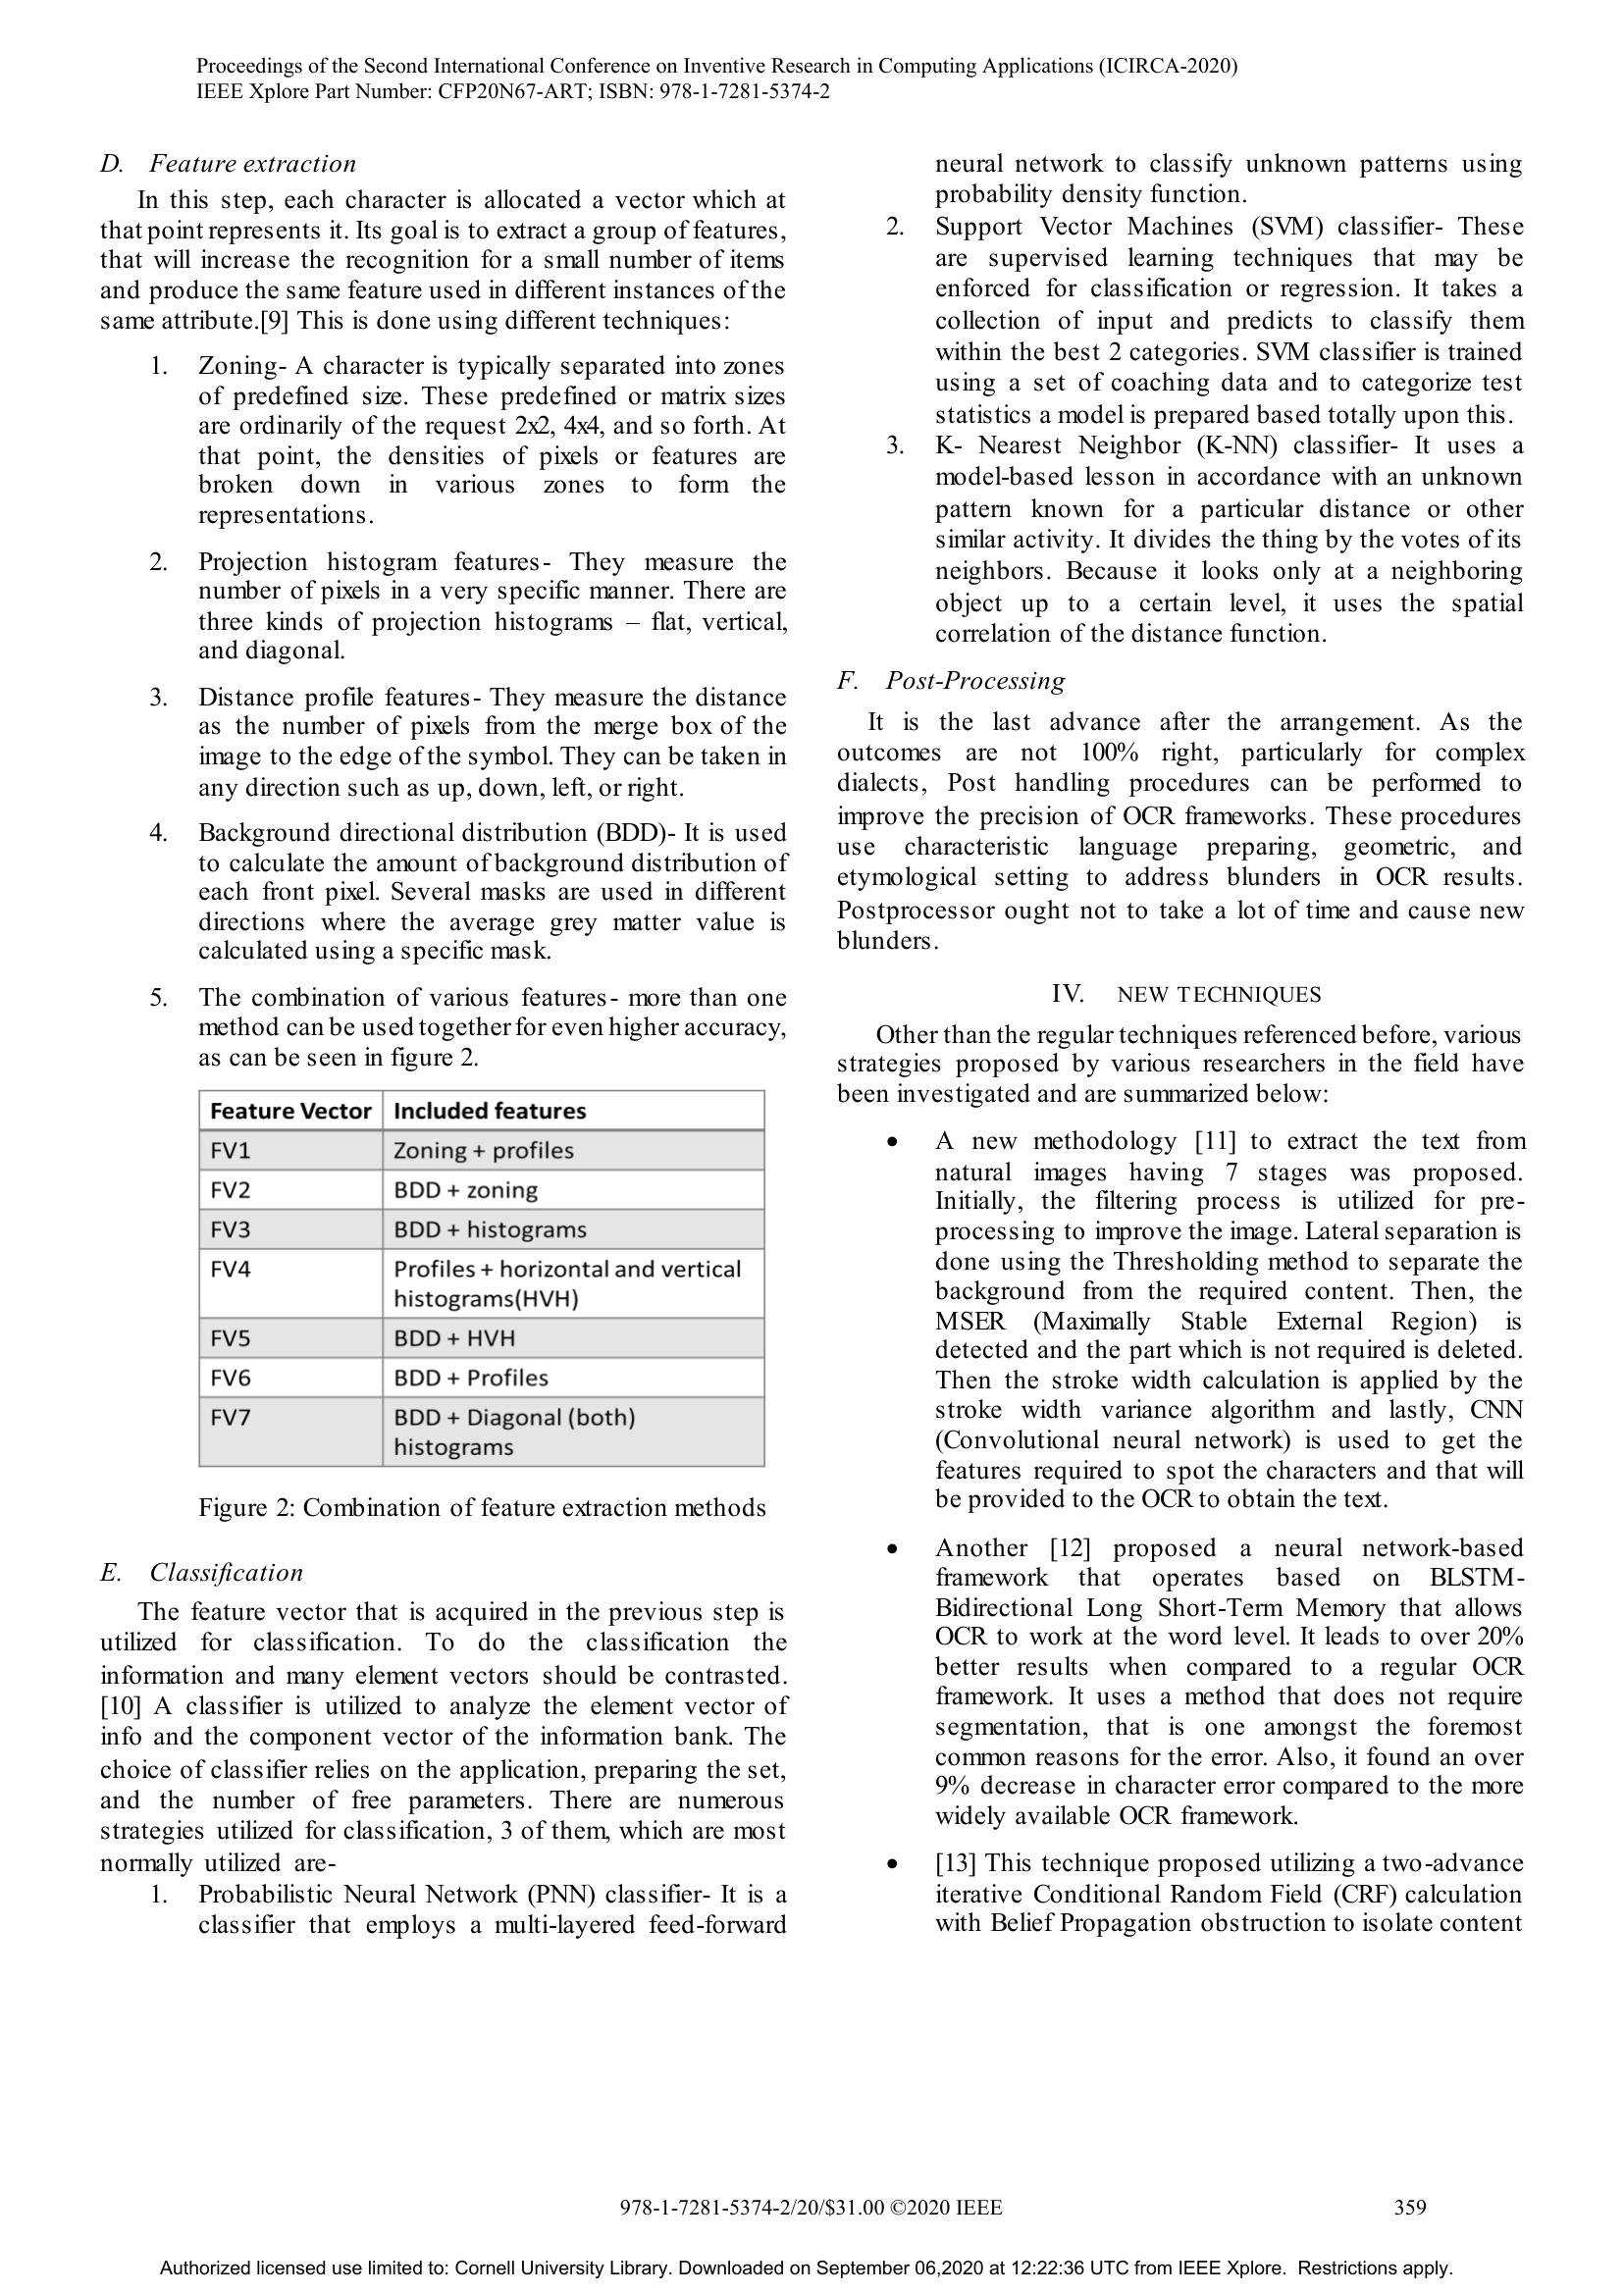 Proceedings of the Second International Conference on Inventive Research in Computing Applications (ICIRCA-2020)
IEEE Xplore Part Number: CFP20N67-ART; ISBN: 978-1-7281-5374-2
D. Feature extraction
In this step, each character is allocated a vector which at
that point represents it. Its goal is to extract a group of features,
that will increase the recognition for a small number of items
and produce the same feature used in different instances of the
same attribute.[9] This is done using different techniques:
1. Zoning- A character is typically separated into zones
of predefined size. These predefined or matrix sizes
are ordinarily of the request 2x2, 4x4, and so forth. At
that point, the densities of pixels or features are
broken down in various zones to form the
representations.
2. Projection histogram features- They measure the
number of pixels in a very specific manner. There are
three kinds of projection histograms – flat, vertical,
and diagonal.
3. Distance profile features- They measure the distance
as the number of pixels from the merge box of the
image to the edge of the symbol. They can be taken in
any direction such as up, down, left, or right.
4. Background directional distribution (BDD)- It is used
to calculate the amount of background distribution of
each front pixel. Several masks are used in different
directions where the average grey matter value is
calculated using a specific mask.
5. The combination of various features- more than one
method can be used together for even higher accuracy,
as can be seen in figure 2.
Feature Vector Included features
FV1 Zoning + profiles
FV2 BDD + zoning
FV3 BDD + histograms
FV4 Profiles + horizontal and vertical
histograms(HVH)
FV5 BDD + HVH
FV6 BDD + Profiles
FV7 BDD + Diagonal (both)
histograms
Figure 2: Combination of feature extraction methods
E. Classification
The feature vector that is acquired in the previous step is
utilized for classification. To do the classification the
information and many element vectors should be contrasted.
[10] A classifier is utilized to analyze the element vector of
info and the component vector of the information bank. The
choice of classifier relies on the application, preparing the set,
and the number of free parameters. There are numerous
strategies utilized for classification, 3 of them, which are most
normally utilized are-
1. Probabilistic Neural Network (PNN) classifier- It is a
classifier that employs a multi-layered feed-forward
neural network to classify unknown patterns using
probability density function.
2. Support Vector Machines (SVM) classifier- These
are supervised learning techniques that may be
enforced for classification or regression. It takes a
collection of input and predicts to classify them
within the best 2 categories. SVM classifier is trained
using a set of coaching data and to categorize test
statistics a model is prepared based totally upon this.
3. K- Nearest Neighbor (K-NN) classifier- It uses a
model-based lesson in accordance with an unknown
pattern known for a particular distance or other
similar activity. It divides the thing by the votes of its
neighbors. Because it looks only at a neighboring
object up to a certain level, it uses the spatial
correlation of the distance function.
F. Post-Processing
It is the last advance after the arrangement. As the
outcomes are not 100% right, particularly for complex
dialects, Post handling procedures can be performed to
improve the precision of OCR frameworks. These procedures
use characteristic language preparing, geometric, and
etymological setting to address blunders in OCR results.
Postprocessor ought not to take a lot of time and cause new
blunders.
IV. NEW TECHNIQUES
Other than the regular techniques referenced before, various
strategies proposed by various researchers in the field have
been investigated and are summarized below:
• A new methodology [11] to extract the text from
natural images having 7 stages was proposed.
Initially, the filtering process is utilized for pre-
processing to improve the image. Lateral separation is
done using the Thresholding method to separate the
background from the required content. Then, the
MSER (Maximally Stable External Region) is
detected and the part which is not required is deleted.
Then the stroke width calculation is applied by the
stroke width variance algorithm and lastly, CNN
(Convolutional neural network) is used to get the
features required to spot the characters and that will
be provided to the OCR to obtain the text.
• Another [12] proposed a neural network-based
framework that operates based on BLSTM-
Bidirectional Long Short-Term Memory that allows
OCR to work at the word level. It leads to over 20%
better results when compared to a regular OCR
framework. It uses a method that does not require
segmentation, that is one amongst the foremost
common reasons for the error. Also, it found an over
9% decrease in character error compared to the more
widely available OCR framework.
• [13] This technique proposed utilizing a two-advance
iterative Conditional Random Field (CRF) calculation
with Belief Propagation obstruction to isolate content
978-1-7281-5374-2/20/$31.00 ©2020 IEEE 359
Authorized licensed use limited to: Cornell University Library. Downloaded on September 06,2020 at 12:22:36 UTC from IEEE Xplore. Restrictions apply.